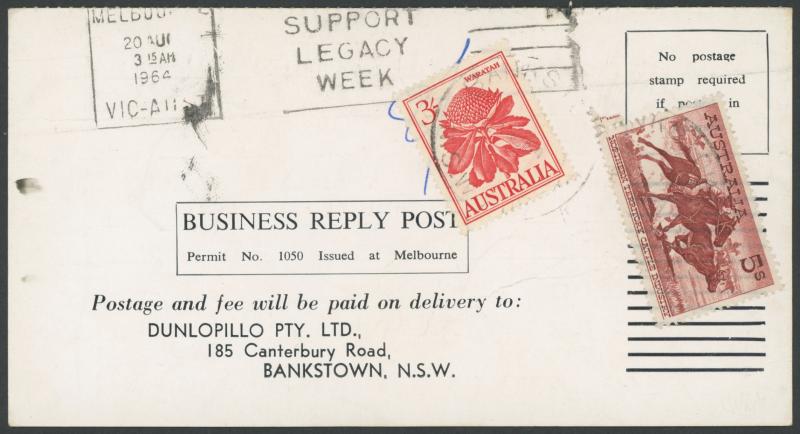 MELBOU
20 AUG
3 15 AM
1964
VIC-AUS
SUPPORT
LEGACY
WEEK
No postage
stamp required
if in
3/-
WARATAH
AUSTRALIA
AUSTRALIA
5s
BUSINESS REPLY POST
Permit No. 1050 Issued at Melbourne
Postage and fee will be paid on delivery to:
DUNLOPILLO PTY. LTD.,
185 Canterbury Road,
BANKSTOWN, N.S.W.